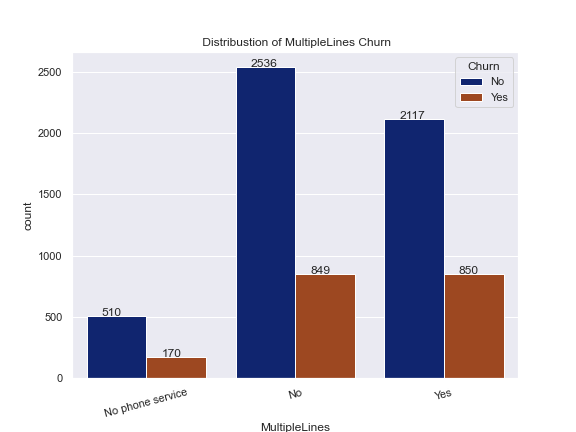 Distribustion of MultipleLines Churn
Churn
No
Yes
2500
2000
1500
1000
500
0
count
510
170
2536
849
2117
850
No phone service
No
Yes
MultipleLines